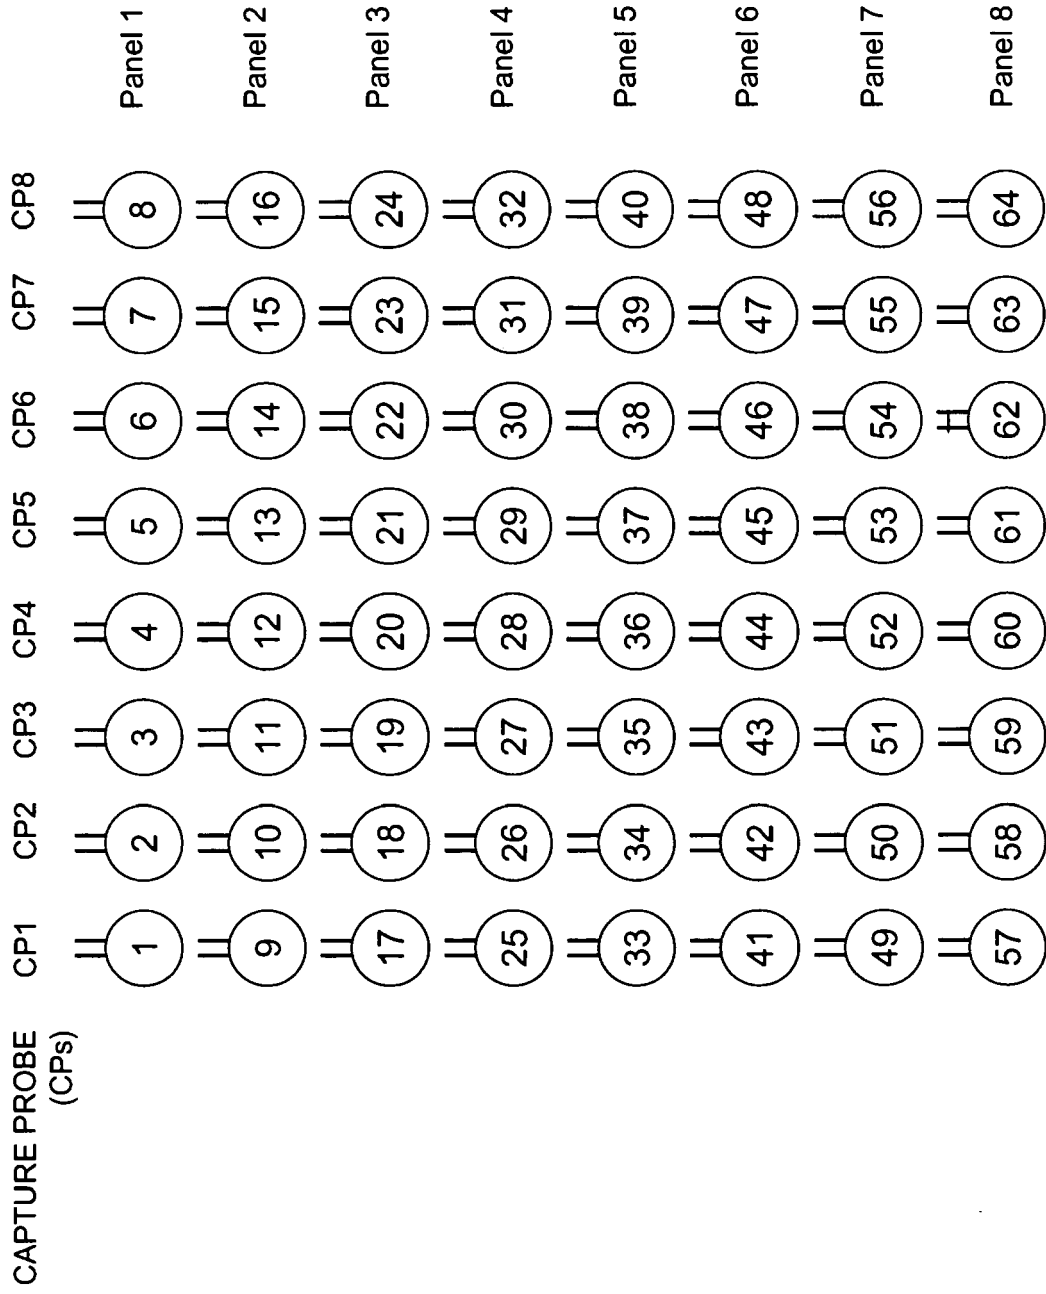 CAPTURE PROBE CP1 CP2 CP3 CP4 CP5 CP6 CP7 CP8
(CPs)
1 2 3 4 5 6 7 8 Panel 1
9 10 11 12 13 14 15 16 Panel 2
17 18 19 20 21 22 23 24 Panel 3
25 26 27 28 29 30 31 32 Panel 4
33 34 35 36 37 38 39 40 Panel 5
41 42 43 44 45 46 47 48 Panel 6
49 50 51 52 53 54 55 56 Panel 7
57 58 59 60 61 62 63 64 Panel 8